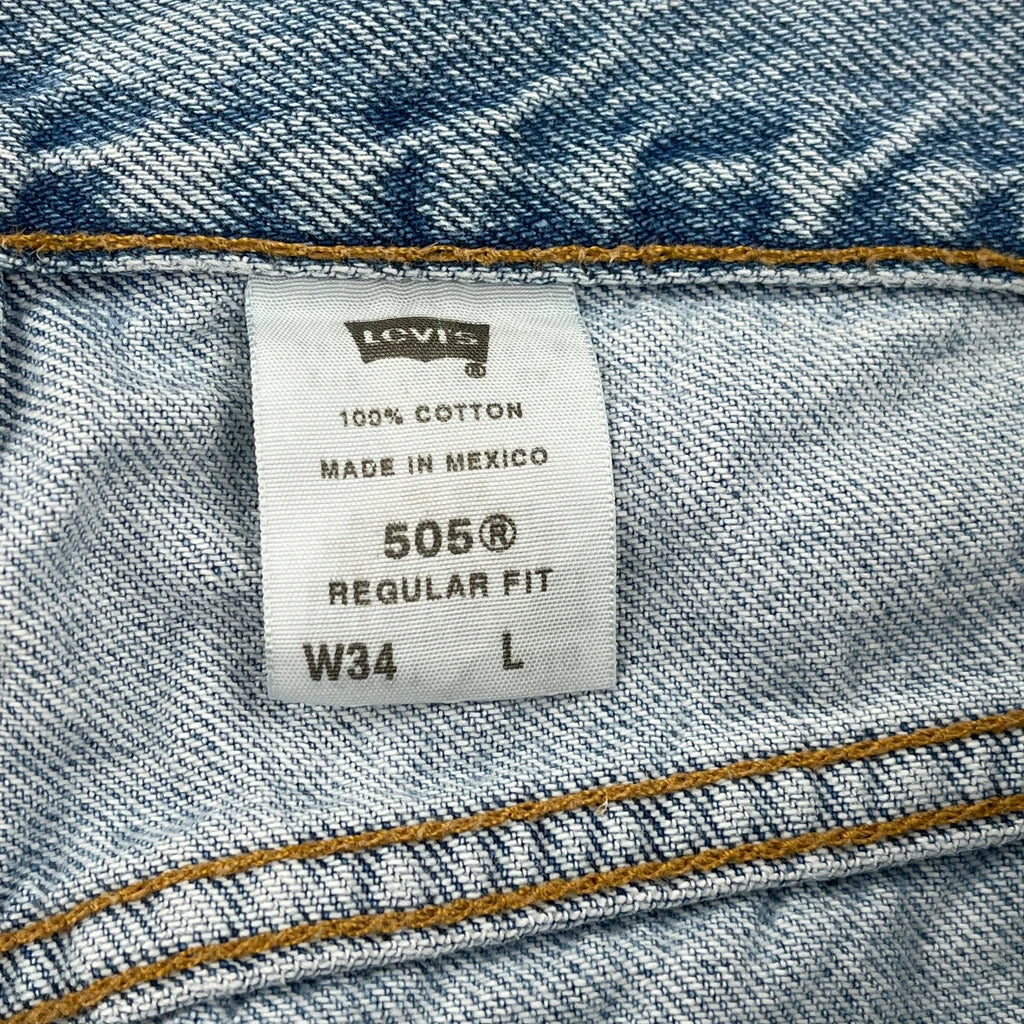 Levi's
®
100% COTTON
MADE IN MEXICO
505®
REGULAR FIT
W34 L